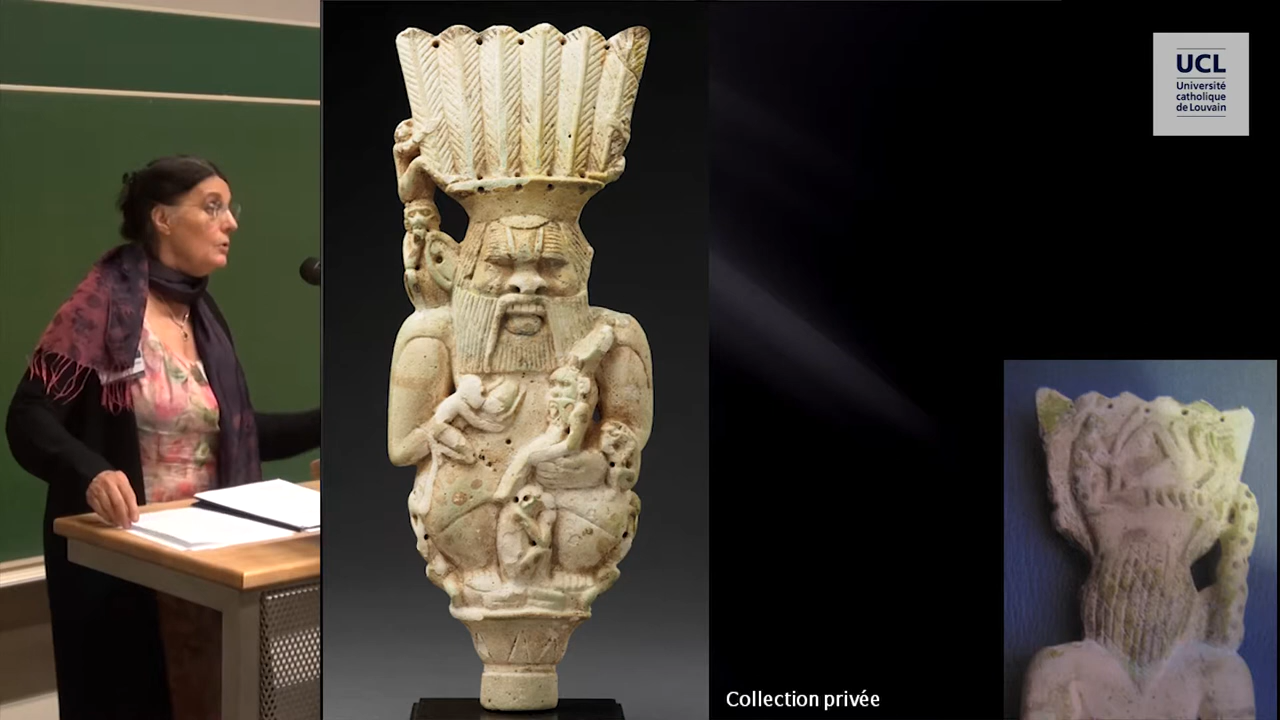 UCL
Université
catholique
de Louvain
Collection privée